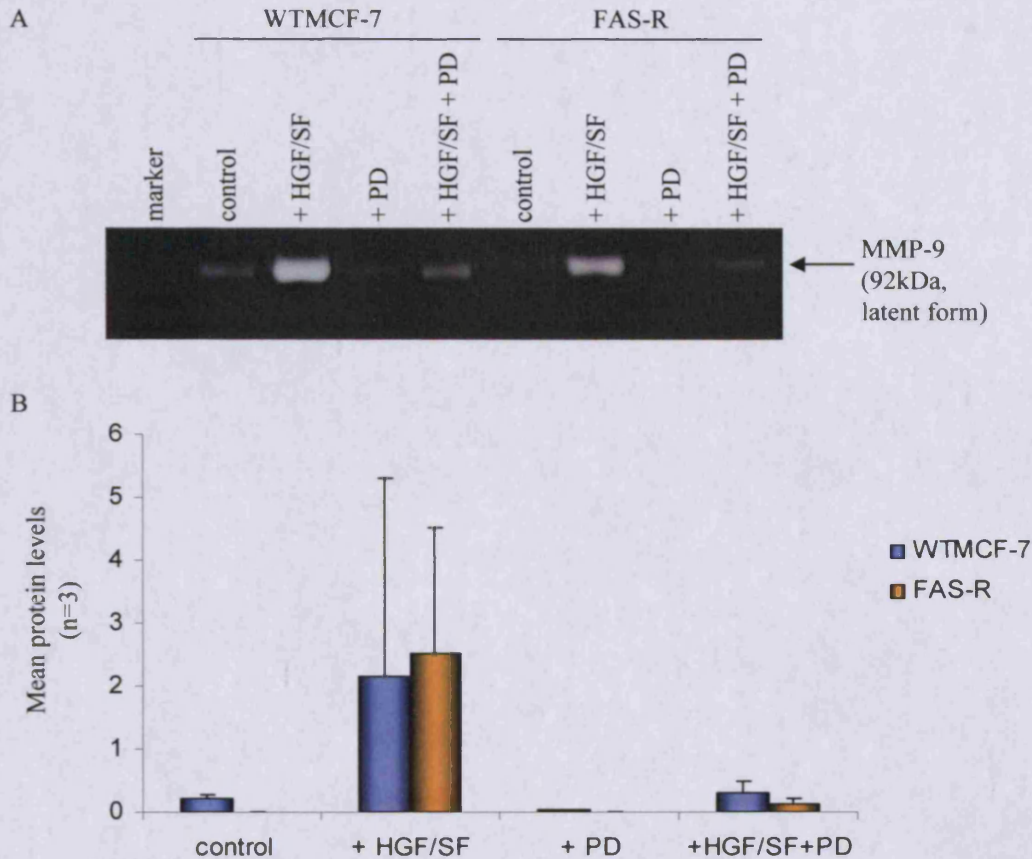 A
WTMCF-7
FAS-R
marker
control
+ HGF/SF
+ PD
+ HGF/SF + PD
control
+ HGF/SF
+ PD
+ HGF/SF + PD
MMP-9
(92kDa,
latent form)
B
Mean protein levels
(n=3)
6
5
4
3
2
1
0
control
+ HGF/SF
+ PD
+HGF/SF+PD
WTMCF-7
FAS-R